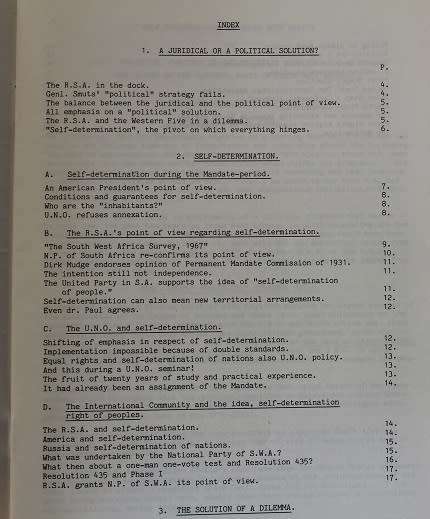 INDEX
1. A JURIDICAL OR A POLITICAL SOLUTION?
P.
The R.S.A. in the dock. 4.
Genl. Smuts' "political" strategy fails. 4.
The balance between the juridical and the political point of view. 5.
All emphasis on a "political" solution. 5.
The R.S.A. and the Western Five in a dilemma. 5.
"Self-determination", the pivot on which everything hinges. 6.
2. SELF-DETERMINATION.
A. Self-determination during the Mandate-period.
An American President's point of view. 7.
Conditions and guarantees for self-determination. 8.
Who are the "inhabitants?" 8.
U.N.O. refuses annexation. 8.
B. The R.S.A.'s point of view regarding self-determination.
"The South West Africa Survey, 1967" 9.
N.P. of South Africa re-confirms its point of view. 10.
Dirk Mudge endorses opinion of Permanent Mandate Commission of 1931. 11.
The intention still not independence. 11.
The United Party in S.A. supports the idea of "self-determination
of people." 11.
Self-determination can also mean new territorial arrangements. 12.
Even dr. Paul agrees. 12.
C. The U.N.O. and self-determination.
Shifting of emphasis in respect of self-determination. 12.
Implementation impossible because of double standards. 12.
Equal rights and self-determination of nations also U.N.O. policy. 13.
And this during a U.N.O. seminar! 13.
The fruit of twenty years of study and practical experience. 13.
It had already been an assignment of the Mandate. 14.
D. The International Community and the idea, self-determination
right of peoples.
The R.S.A. and self-determination. 14.
America and self-determination. 14.
Russia and self-determination of nations. 15.
What was undertaken by the National Party of S.W.A.? 15.
What then about a one-man one-vote test and Resolution 435? 16.
Resolution 435 and Phase I 17.
R.S.A. grants N.P. of S.W.A. its point of view. 17.
3. THE SOLUTION OF A DILEMMA.